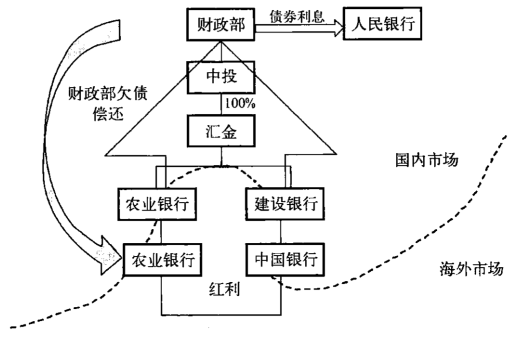 财政部
债券利息
人民银行
中投
财政部欠债
偿还
100%
汇金
国内市场
农业银行
建设银行
农业银行
中国银行
海外市场
红利